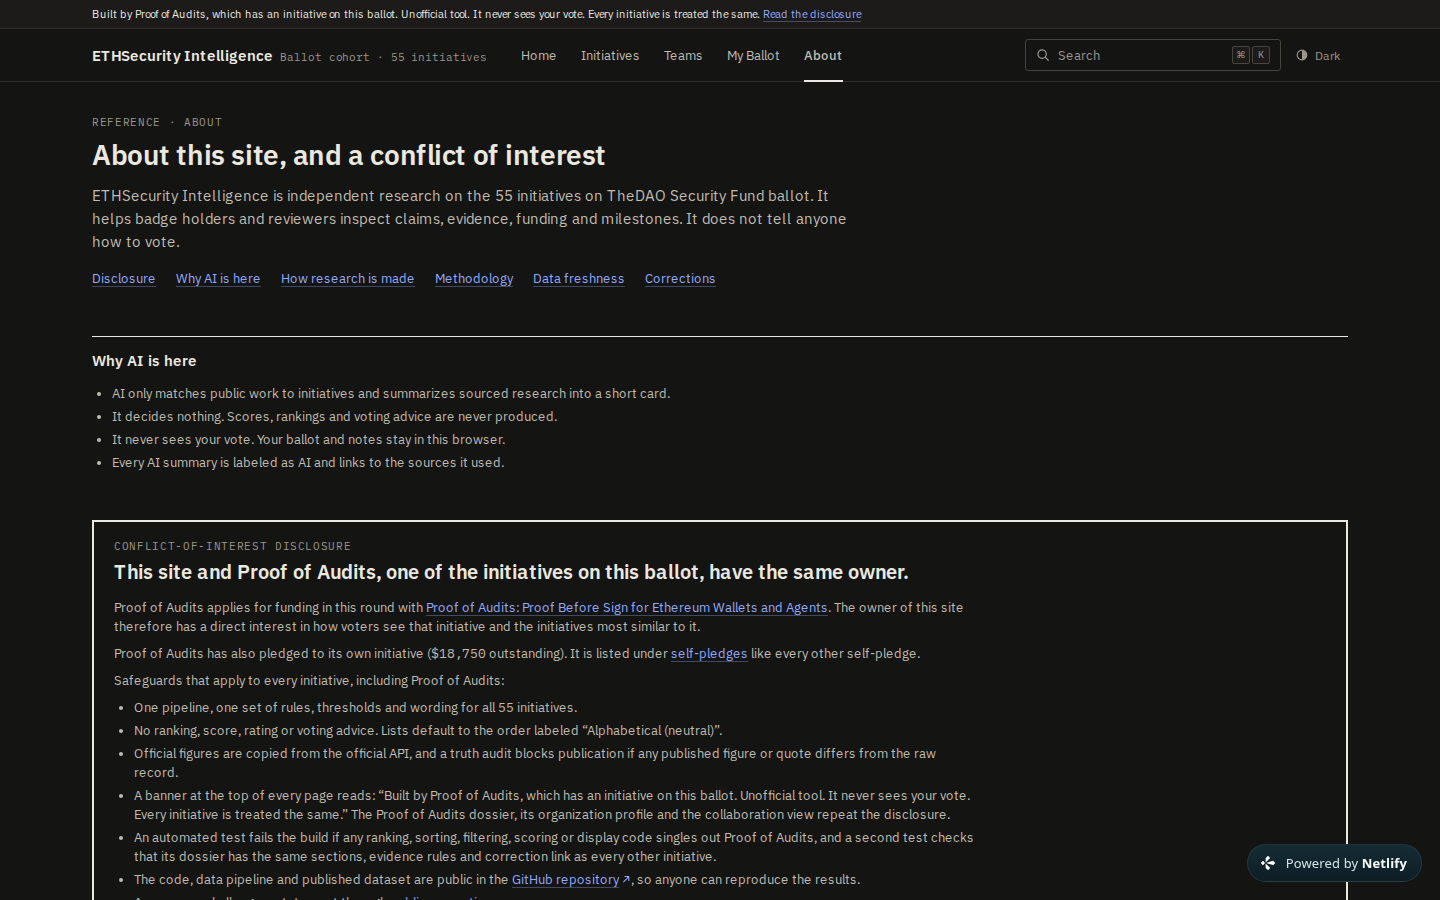 Built by Proof of Audits, which has an initiative on this ballot. Unofficial tool. It never sees your vote. Every initiative is treated the same. Read the disclosure
ETHSecurity Intelligence Ballot cohort · 55 initiatives Home Initiatives Teams My Ballot About Search ⌘ K Dark
REFERENCE · ABOUT
About this site, and a conflict of interest
ETHSecurity Intelligence is independent research on the 55 initiatives on TheDAO Security Fund ballot. It
helps badge holders and reviewers inspect claims, evidence, funding and milestones. It does not tell anyone
how to vote.
Disclosure Why AI is here How research is made Methodology Data freshness Corrections
Why AI is here
• AI only matches public work to initiatives and summarizes sourced research into a short card.
• It decides nothing. Scores, rankings and voting advice are never produced.
• It never sees your vote. Your ballot and notes stay in this browser.
• Every AI summary is labeled as AI and links to the sources it used.
CONFLICT-OF-INTEREST DISCLOSURE
This site and Proof of Audits, one of the initiatives on this ballot, have the same owner.
Proof of Audits applies for funding in this round with Proof of Audits: Proof Before Sign for Ethereum Wallets and Agents. The owner of this site
therefore has a direct interest in how voters see that initiative and the initiatives most similar to it.
Proof of Audits has also pledged to its own initiative ($18,750 outstanding). It is listed under self-pledges like every other self-pledge.
Safeguards that apply to every initiative, including Proof of Audits:
• One pipeline, one set of rules, thresholds and wording for all 55 initiatives.
• No ranking, score, rating or voting advice. Lists default to the order labeled “Alphabetical (neutral)”.
• Official figures are copied from the official API, and a truth audit blocks publication if any published figure or quote differs from the raw
record.
• A banner at the top of every page reads: “Built by Proof of Audits, which has an initiative on this ballot. Unofficial tool. It never sees your vote.
Every initiative is treated the same.” The Proof of Audits dossier, its organization profile and the collaboration view repeat the disclosure.
• An automated test fails the build if any ranking, sorting, filtering, scoring or display code singles out Proof of Audits, and a second test checks
that its dossier has the same sections, evidence rules and correction link as every other initiative.
• The code, data pipeline and published dataset are public in the GitHub repository ↗, so anyone can reproduce the results.
Powered by Netlify